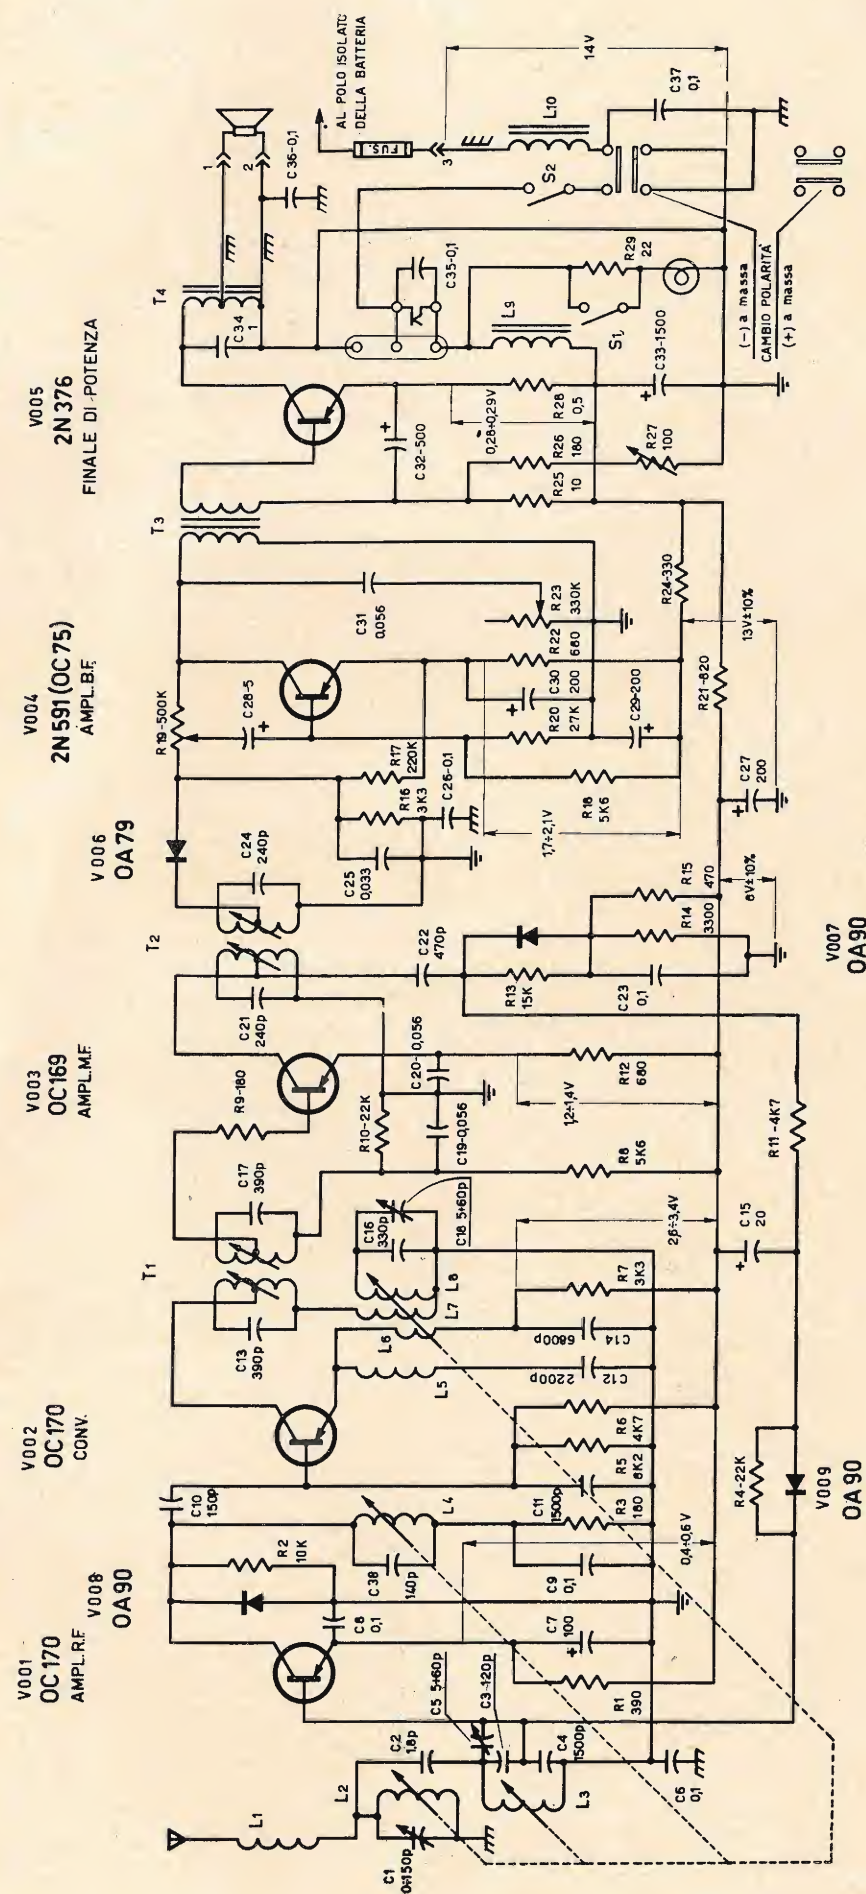 V001
OC170
AMPL.R.F.
V008
OA90
V002
OC170
CONV.
V003
OC169
AMPL.M.F.
V006
OA79
V004
2N591(OC75)
AMPL.B.F.
V005
2N376
FINALE DI POTENZA
L1
L2
C1
0÷150p
C2
1,8p
C5 5÷60p
C3-120p
C4
1500p
L3
C6
0,1
R1
390
C7
100
C8
0,1
R2
10K
C10
150p
C38
140p
L4
C9
0,1
R3
180
C11
1500p
0,4÷0,6V
R5
8K2
R6
4K7
L5
L6
L7
L8
C12
2200p
C14
6800p
R7
3K3
2,6÷3,4V
T1
C13
390p
C17
390p
C16
330p
C18 5÷60p
R9-180
R10-22K
C19-0,056
C20-0,056
R8
5K6
R12
680
1,2÷1,4V
T2
C21
240p
C24
240p
C22
470p
R13
15K
C23
0,1
R14
3300
R15
470
8V±10%
C15
20
R11-4K7
R4-22K
V009
OA90
V007
OA90
R19-500K
C28-5
R16
3K3
R17
220K
C25
0,033
C26-0,1
R18
5K6
R20
27K
C30
200
R22
680
R23
330K
C29-200
C31
0,056
1,7÷2,1V
C27
200
R21-820
R24-330
13V±10%
T3
C32-500
R25
10
R26
180
R27
100
R28
0,5
0,28÷0,29V
C33-1500
T4
C34
1
C35-0,1
C36-0,1
1
2
3
L9
S1
R29
22
S2
L10
C37
0,1
14V
FUS.
AL POLO ISOLATO
DELLA BATTERIA
(-) a massa
CAMBIO POLARITÀ
(+) a massa